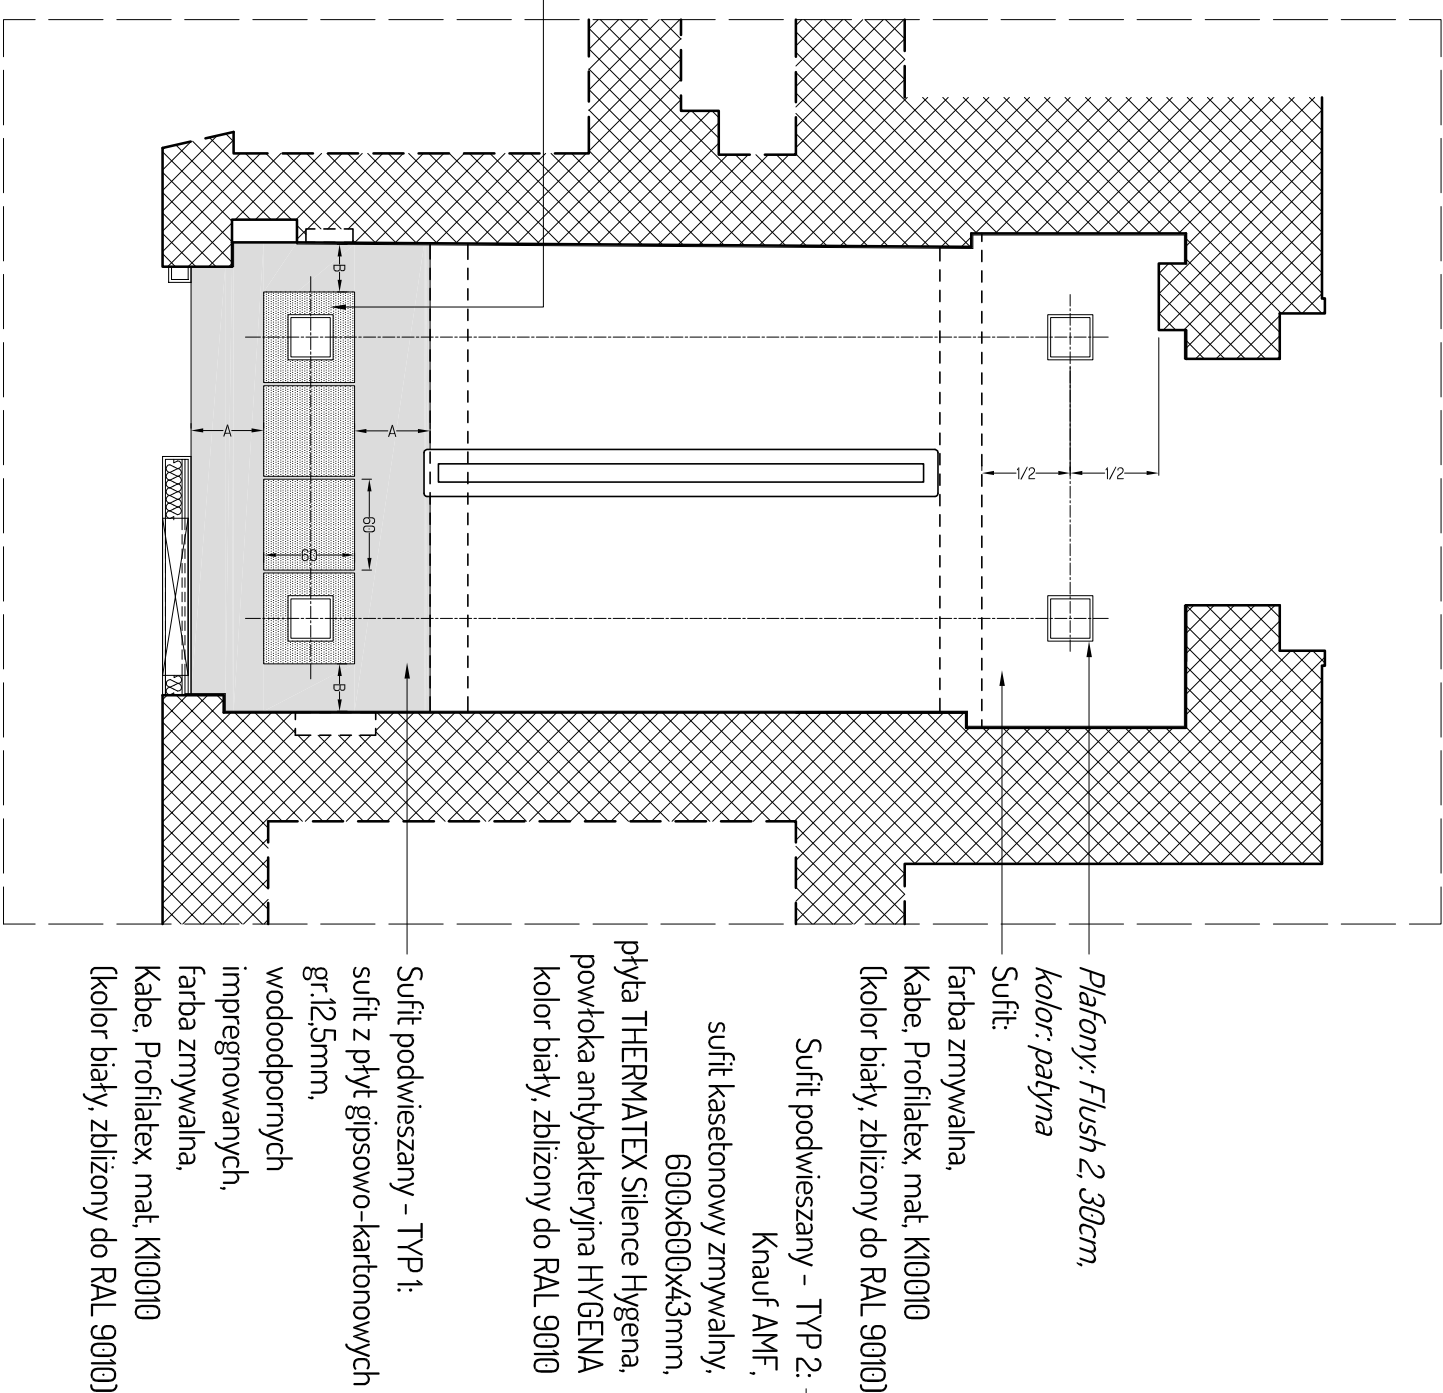 Plafony: Flush 2, 30cm,
kolor: patyna
Sufit:
farba zmywalna,
Kabe, Profilatex, mat, K10010
(kolor biały, zbliżony do RAL 9010)
Sufit podwieszany - TYP 2:
Knauf AMF,
sufit kasetonowy zmywalny,
600x600x43mm,
płyta THERMATEX Silence Hygena,
powłoka antybakteryjna HYGENA
kolor biały, zbliżony do RAL 9010
Sufit podwieszany - TYP 1:
sufit z płyt gipsowo-kartonowych
gr.12,5mm,
wodoodpornych
impregnowanych,
farba zmywalna,
Kabe, Profilatex, mat, K10010
(kolor biały, zbliżony do RAL 9010)
1/2
1/2
A
A
B
B
60
60